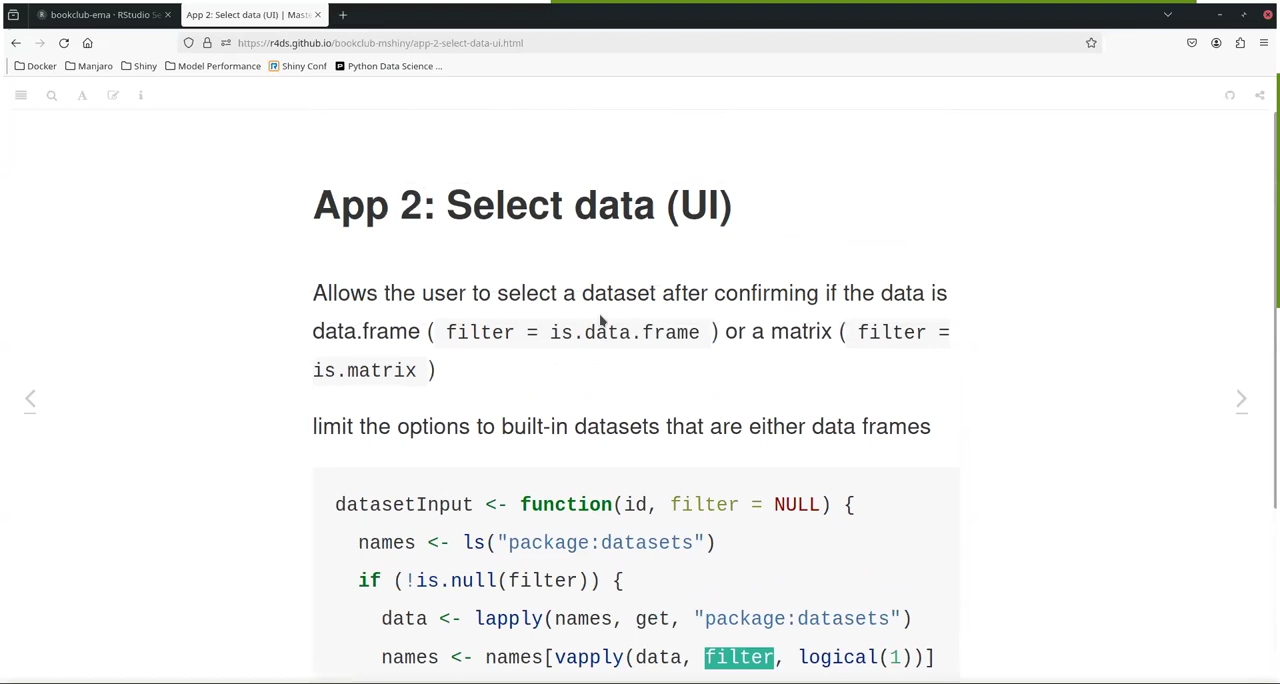 bookclub-ema · RStudio Se
App 2: Select data (UI) | Maste
https://r4ds.github.io/bookclub-mshiny/app-2-select-data-ui.html
Docker Manjaro Shiny Model Performance Shiny Conf Python Data Science ...
App 2: Select data (UI)
Allows the user to select a dataset after confirming if the data is
data.frame ( filter = is.data.frame ) or a matrix ( filter =
is.matrix )
limit the options to built-in datasets that are either data frames
datasetInput <- function(id, filter = NULL) {
names <- ls("package:datasets")
if (!is.null(filter)) {
data <- lapply(names, get, "package:datasets")
names <- names[vapply(data, filter, logical(1))]